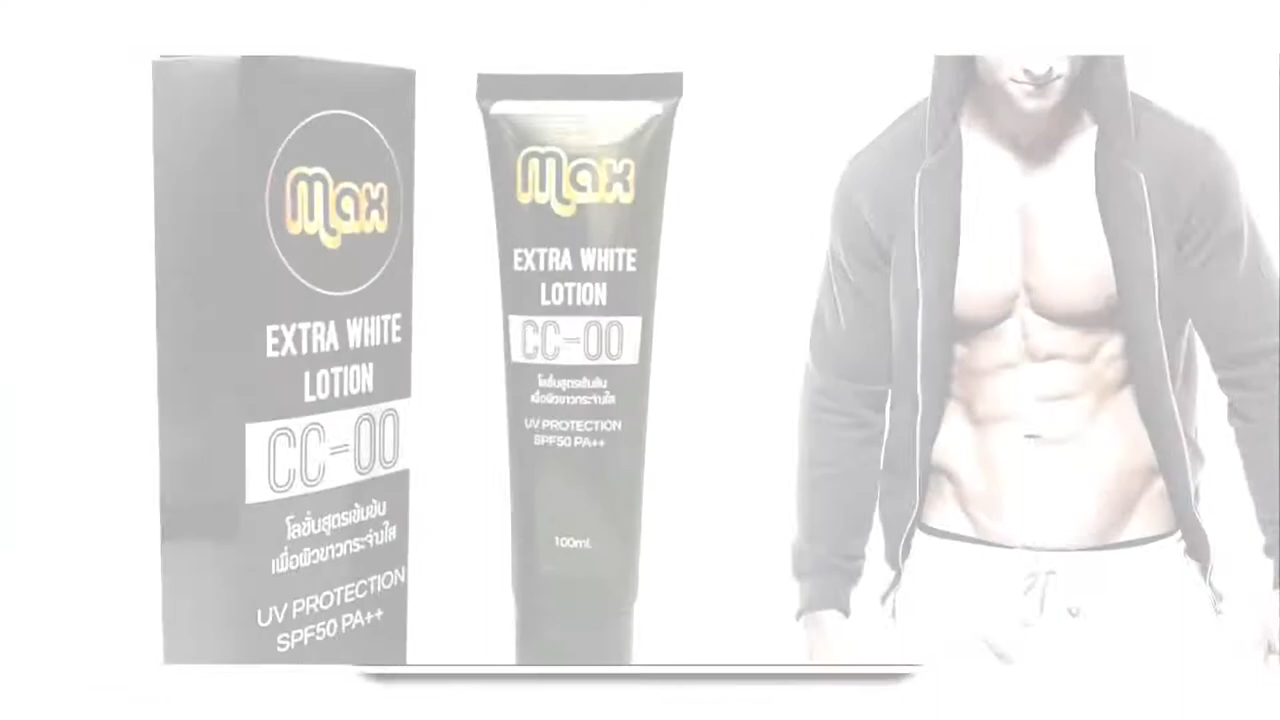 Max
EXTRA WHITE
LOTION
CC-00
โลชั่นสูตรเข้มข้น
เพื่อผิวขาวกระจ่างใส
UV PROTECTION
SPF50 PA++
Max
EXTRA WHITE
LOTION
CC-00
โลชั่นสูตรเข้มข้น
เพื่อผิวขาวกระจ่างใส
UV PROTECTION
SPF50 PA++
100ml.